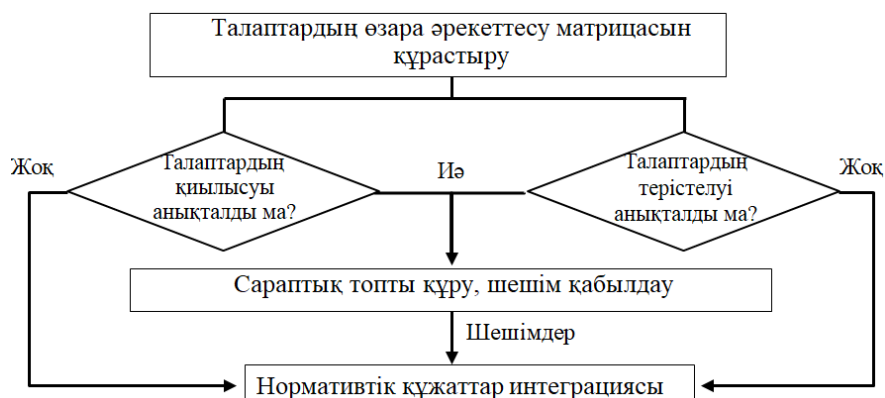 Талаптардың өзара әрекеттесу матрицасын
құрастыру
Жоқ
Талаптардың
қиылысуы
анықталды ма?
Иә
Талаптардың
терістелуі
анықталды ма?
Жоқ
Сараптық топты құру, шешім қабылдау
Шешімдер
Нормативтік құжаттар интеграциясы